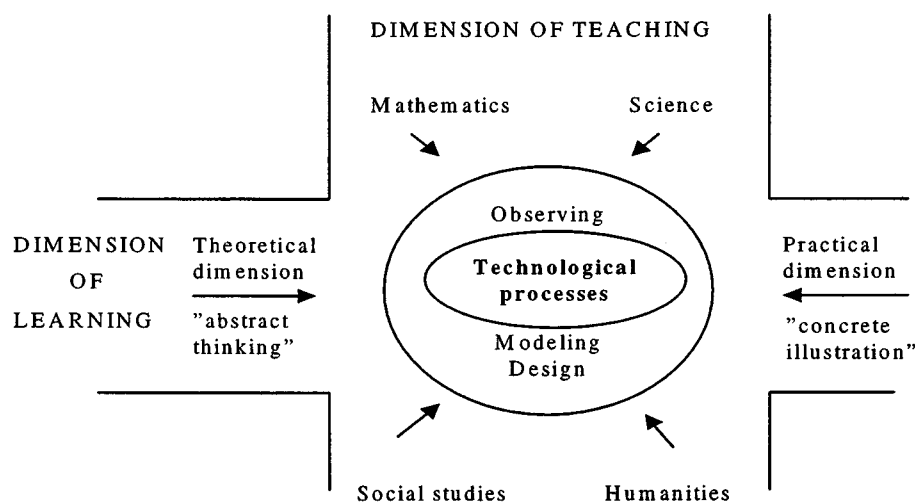 DIMENSION OF TEACHING
Mathematics
Science
Observing
DIMENSION
OF
LEARNING
Theoretical
dimension
"abstract
thinking"
Technological
processes
Practical
dimension
"concrete
illustration"
Modeling
Design
Social studies
Humanities